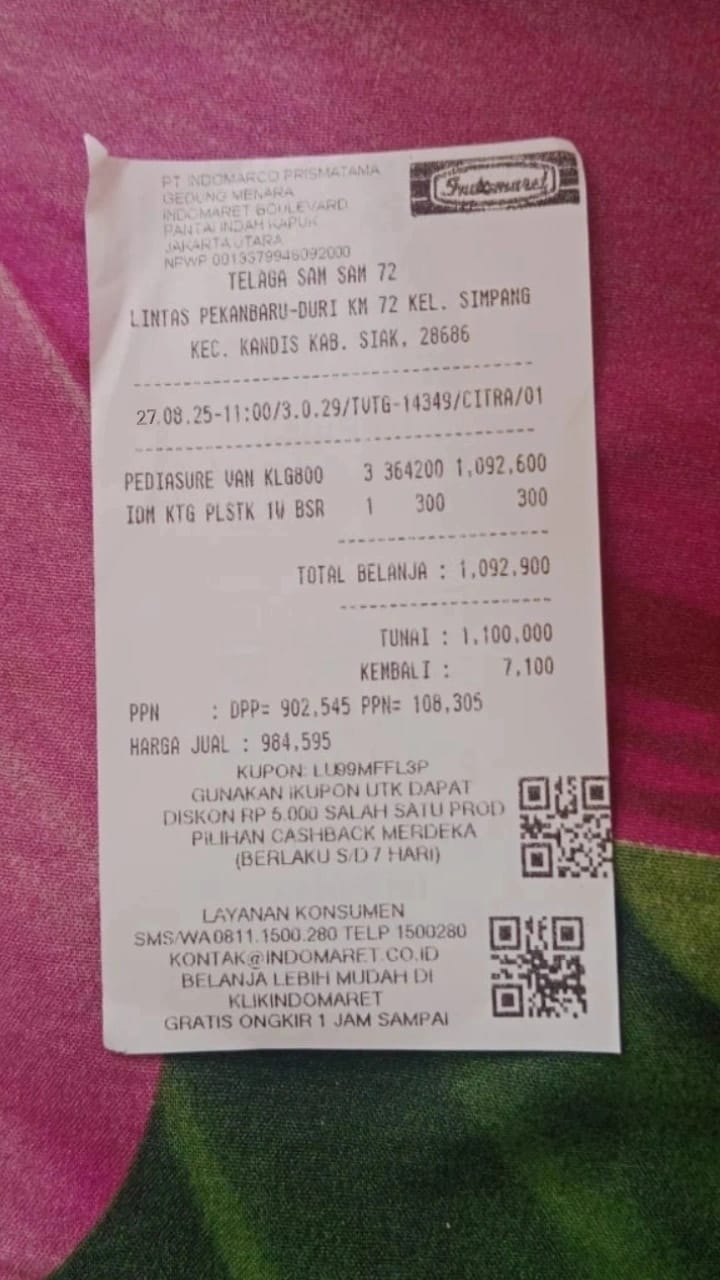 PT INDOMARCO PRISMATAMA
GEDUNG MENARA
INDOMARET BOULEVARD
PANTAI INDAH KAPUK
JAKARTA UTARA
NPWP 0013379946092000
Indomaret
TELAGA SAM SAM 72
LINTAS PEKANBARU-DURI KM 72 KEL. SIMPANG
KEC. KANDIS KAB. SIAK, 28686
27.08.25-11:00/3.0.29/TVTG-14349/CITRA/01
PEDIASURE VAN KLG800 3 364200 1,092,600
IDM KTG PLSTK 1W BSR 1 300 300
TOTAL BELANJA : 1,092,900
TUNAI : 1,100,000
KEMBALI : 7,100
PPN : DPP= 902,545 PPN= 108,305
HARGA JUAL : 984,595
KUPON: LU99MFFL3P
GUNAKAN iKUPON UTK DAPAT
DISKON RP 5.000 SALAH SATU PROD
PILIHAN CASHBACK MERDEKA
(BERLAKU S/D 7 HARI)
LAYANAN KONSUMEN
SMS/WA 0811.1500.280 TELP 1500280
KONTAK@INDOMARET.CO.ID
BELANJA LEBIH MUDAH DI
KLIKINDOMARET
GRATIS ONGKIR 1 JAM SAMPAI